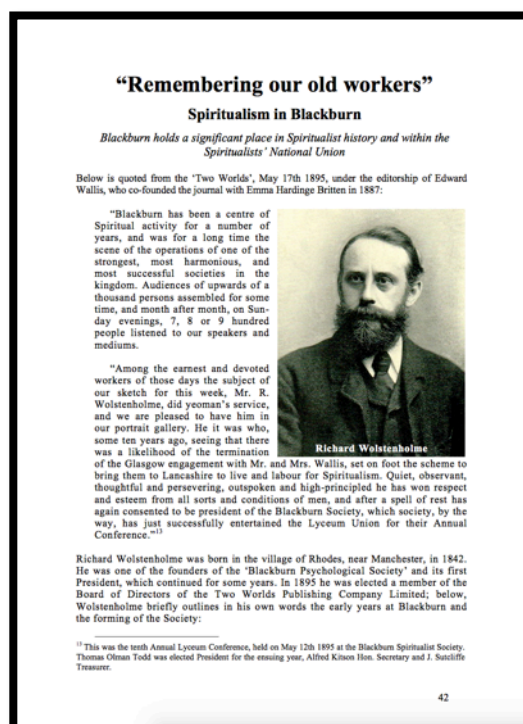 “Remembering our old workers”
Spiritualism in Blackburn
Blackburn holds a significant place in Spiritualist history and within the
Spiritualists’ National Union
Below is quoted from the ‘Two Worlds’, May 17th 1895, under the editorship of Edward
Wallis, who co-founded the journal with Emma Hardinge Britten in 1887:
“Blackburn has been a centre of
Spiritual activity for a number of
years, and was for a long time the
scene of the operations of one of the
strongest, most harmonious, and
most successful societies in the
kingdom. Audiences of upwards of a
thousand persons assembled for some
time, and month after month, on Sun-
day evenings, 7, 8 or 9 hundred
people listened to our speakers and
mediums.
“Among the earnest and devoted
workers of those days the subject of
our sketch for this week, Mr. R.
Wolstenholme, did yeoman’s service,
and we are pleased to have him in
our portrait gallery. He it was who,
some ten years ago, seeing that there
was a likelihood of the termination
Richard Wolstenholme
of the Glasgow engagement with Mr. and Mrs. Wallis, set on foot the scheme to
bring them to Lancashire to live and labour for Spiritualism. Quiet, observant,
thoughtful and persevering, outspoken and high-principled he has won respect
and esteem from all sorts and conditions of men, and after a spell of rest has
again consented to be president of the Blackburn Society, which society, by the
way, has just successfully entertained the Lyceum Union for their Annual
Conference.”13
Richard Wolstenholme was born in the village of Rhodes, near Manchester, in 1842.
He was one of the founders of the ‘Blackburn Psychological Society’ and its first
President, which continued for some years. In 1895 he was elected a member of the
Board of Directors of the Two Worlds Publishing Company Limited; below,
Wolstenholme briefly outlines in his own words the early years at Blackburn and
the forming of the Society:
13 This was the tenth Annual Lyceum Conference, held on May 12th 1895 at the Blackburn Spiritualist Society.
Thomas Olman Todd was elected President for the ensuing year, Alfred Kitson Hon. Secretary and J. Sutcliffe
Treasurer.
42